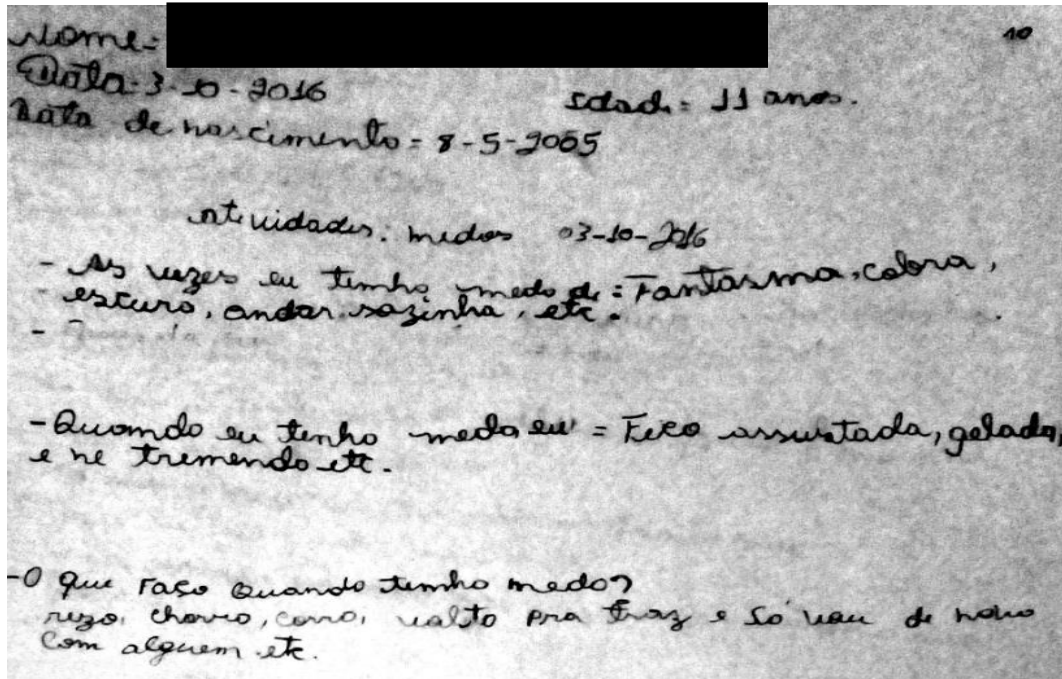 Nome= 10
Data: 3-10-2016 Idade= 11 anos.
Data de nascimento= 8-5-2005
atividades: medos 03-10-2016
- As vezes eu tenho medo de = Fantasma, cobra,
escuro, andar sozinha, etc.
-
- Quando eu tenho medo eu = Fico assustada, gelada,
e me tremendo etc.
- O que Faço Quando tenho medo?
rezo, choro, corro, volto pra traz e só vou de novo
com alguem etc.